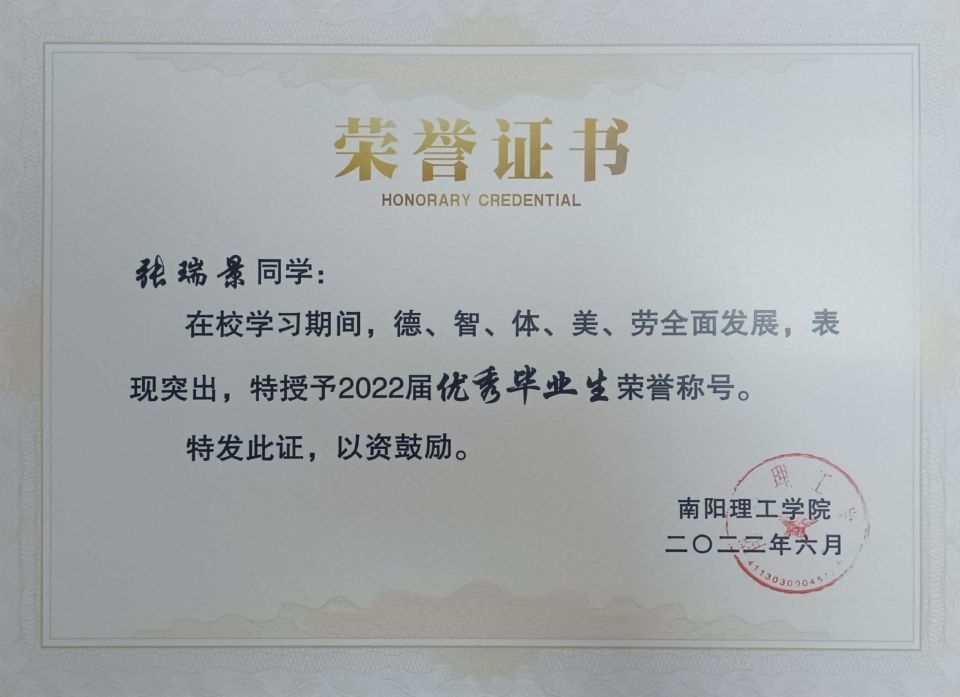 荣誉证书
HONORARY CREDENTIAL
张瑞景同学:
在校学习期间，德、智、体、美、劳全面发展，表
现突出，特授予2022届优秀毕业生荣誉称号。
特发此证，以资鼓励。
理工
南阳理工学院
二〇二二年六月